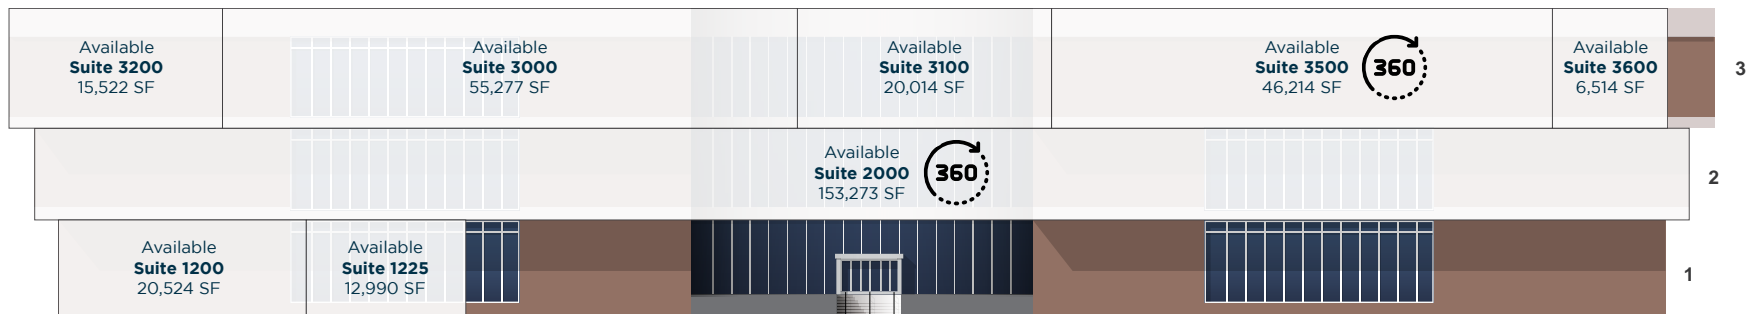 Available
Suite 3200
15,522 SF
Available
Suite 3000
55,277 SF
Available
Suite 3100
20,014 SF
Available
Suite 3500
46,214 SF
360
Available
Suite 3600
6,514 SF
3
Available
Suite 2000
153,273 SF
360
2
Available
Suite 1200
20,524 SF
Available
Suite 1225
12,990 SF
1